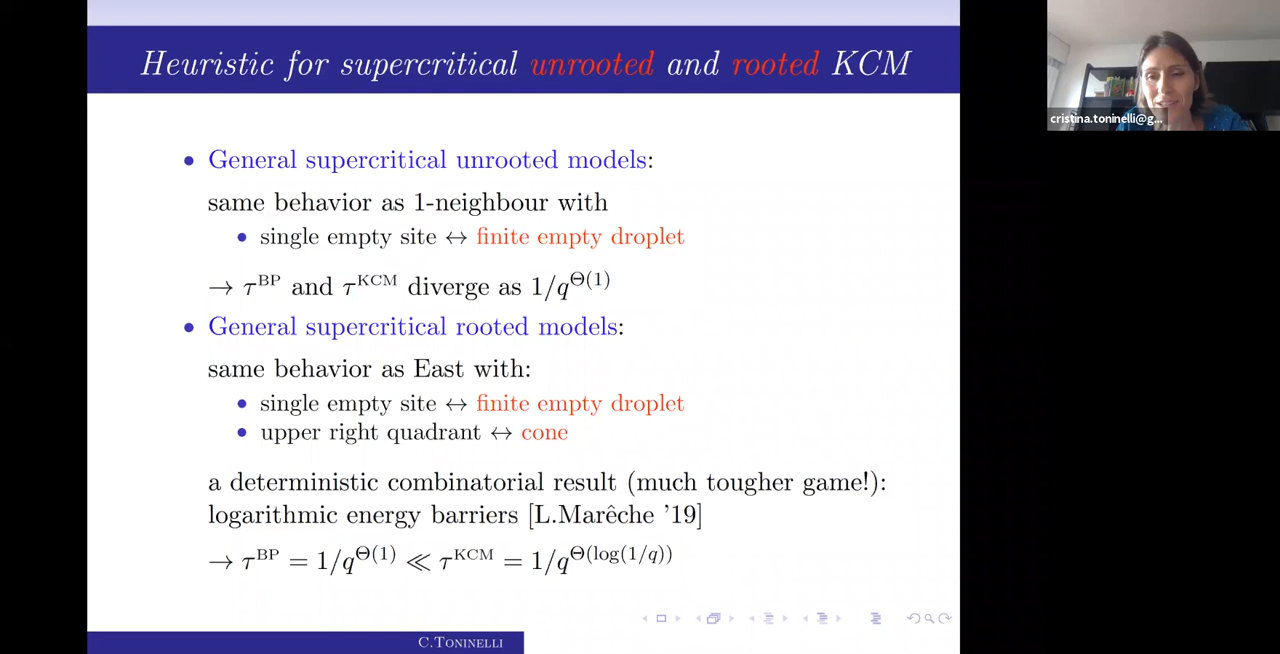 Heuristic for supercritical unrooted and rooted KCM
cristina.toninelli@g...
• General supercritical unrooted models:
same behavior as 1-neighbour with
• single empty site ↔ finite empty droplet
→ τ^BP and τ^KCM diverge as 1/q^Θ(1)
• General supercritical rooted models:
same behavior as East with:
• single empty site ↔ finite empty droplet
• upper right quadrant ↔ cone
a deterministic combinatorial result (much tougher game!):
logarithmic energy barriers [L.Marêche '19]
→ τ^BP = 1/q^Θ(1) ≪ τ^KCM = 1/q^Θ(log(1/q))
C.Toninelli